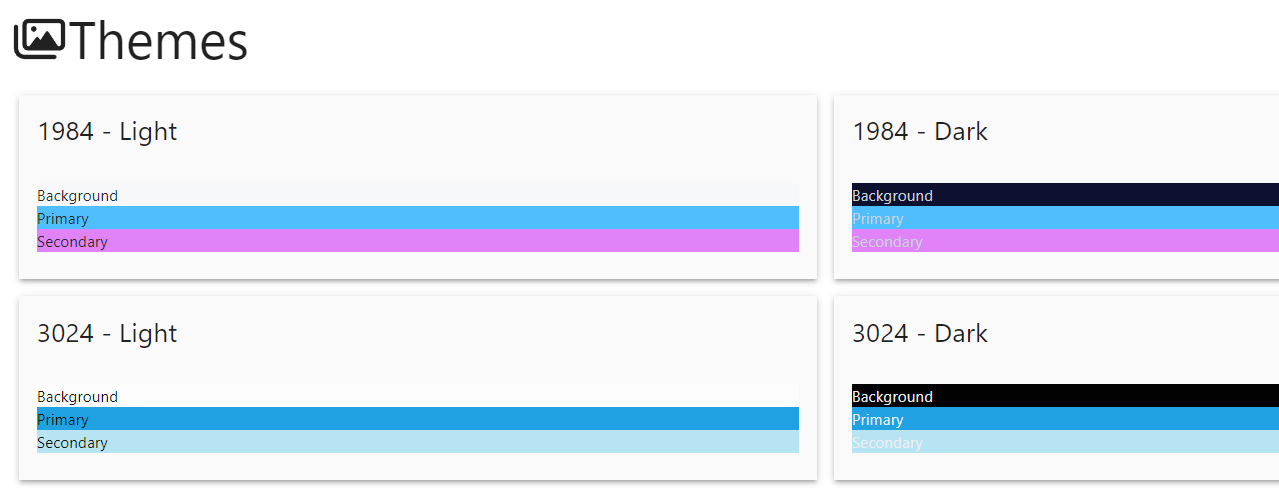 Themes
1984 - Light
Background
Primary
Secondary
1984 - Dark
Background
Primary
Secondary
3024 - Light
Background
Primary
Secondary
3024 - Dark
Background
Primary
Secondary